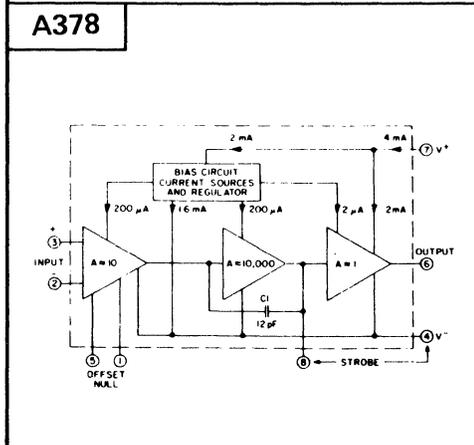 A378
2 mA
4 mA
7 V+
BIAS CIRCUIT
CURRENT SOURCES
AND REGULATOR
200 µA
1.6 mA
200 µA
2 µA
2mA
+
3
INPUT
-
2
A≈10
A≈10,000
A≈1
OUTPUT
6
C1
12 pF
4 V-
5
1
8
STROBE
OFFSET
NULL